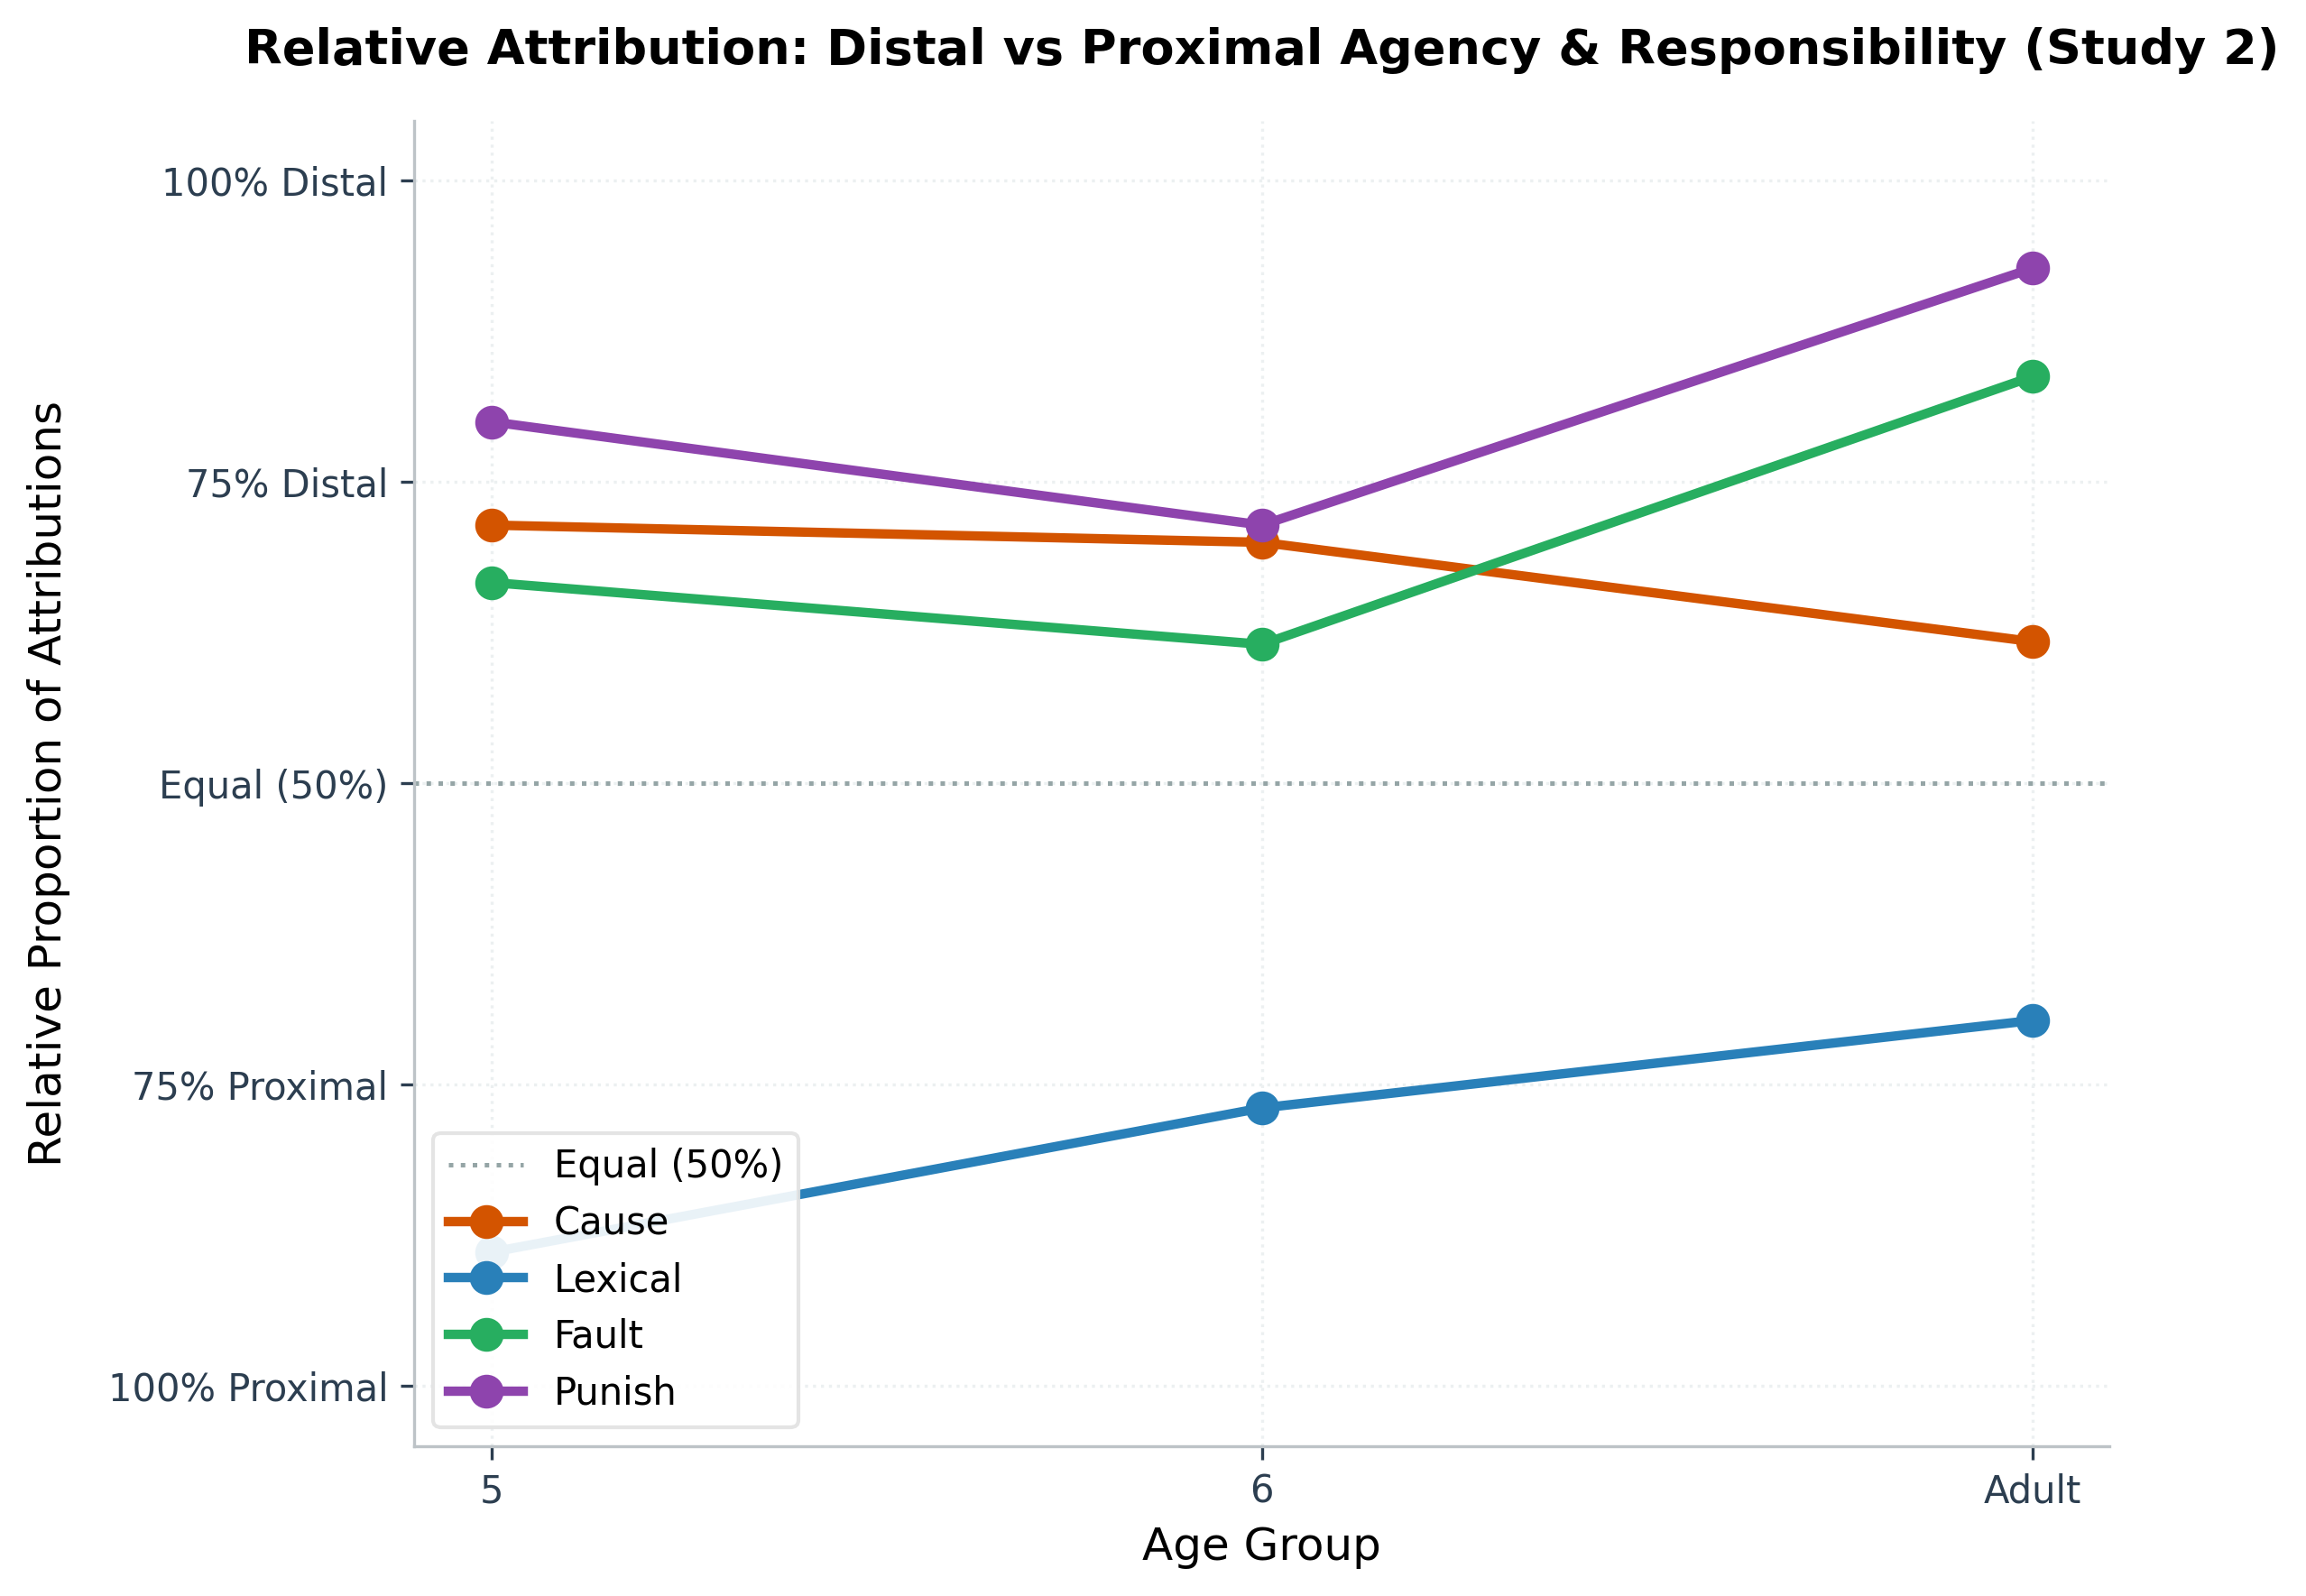 Relative Attribution: Distal vs Proximal Agency & Responsibility (Study 2)
Relative Proportion of Attributions
100% Distal
75% Distal
Equal (50%)
75% Proximal
100% Proximal
Equal (50%)
Cause
Lexical
Fault
Punish
5
6
Adult
Age Group